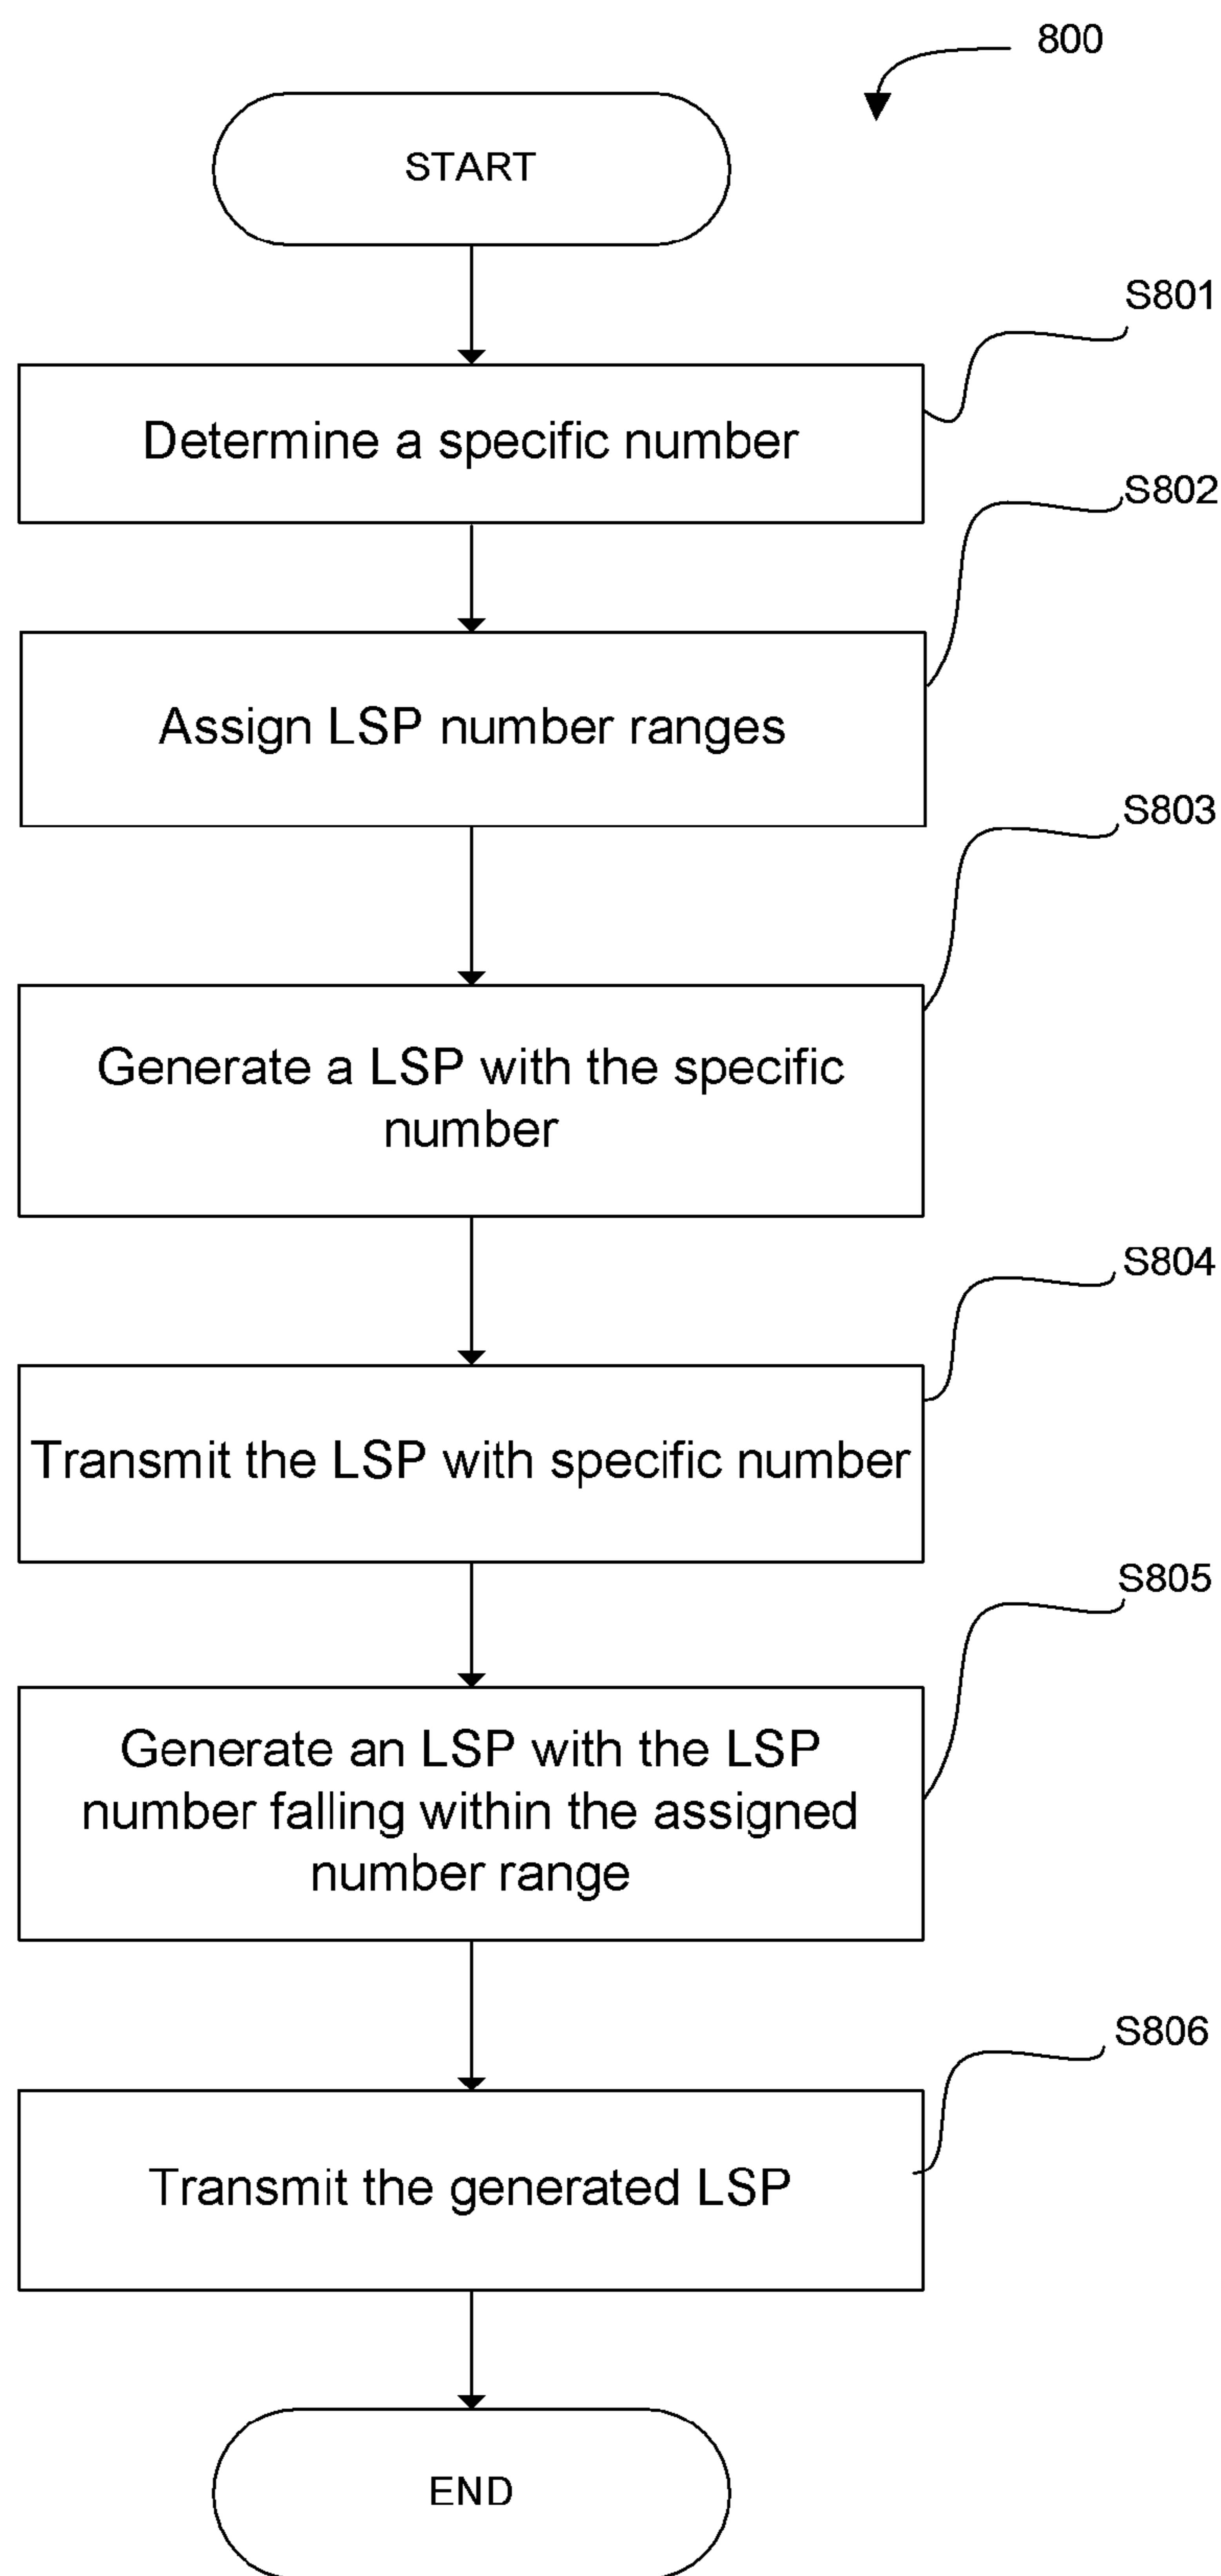 800
START
S801
Determine a specific number
S802
Assign LSP number ranges
S803
Generate a LSP with the specific
number
S804
Transmit the LSP with specific number
S805
Generate an LSP with the LSP
number falling within the assigned
number range
S806
Transmit the generated LSP
END